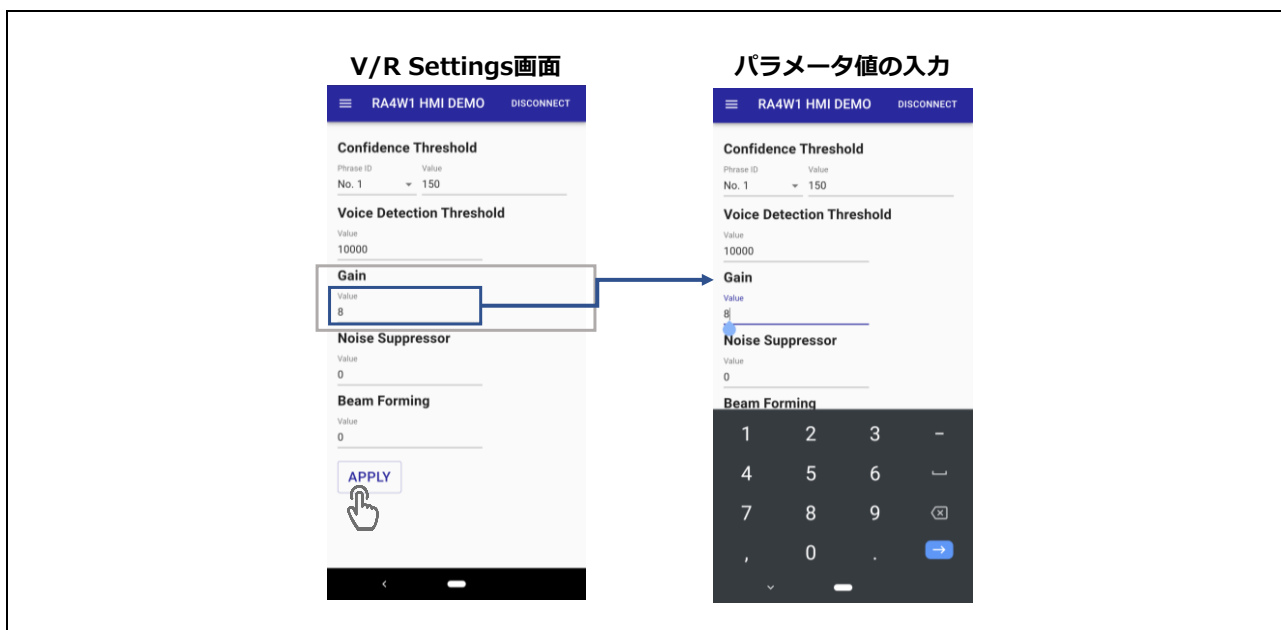 V/R Settings画面
RA4W1 HMI DEMO DISCONNECT
Confidence Threshold
Phrase ID Value
No. 1 150
Voice Detection Threshold
Value
10000
Gain
Value
8
Noise Suppressor
Value
0
Beam Forming
Value
0
APPLY
パラメータ値の入力
RA4W1 HMI DEMO DISCONNECT
Confidence Threshold
Phrase ID Value
No. 1 150
Voice Detection Threshold
Value
10000
Gain
Value
8
Noise Suppressor
Value
0
Beam Forming
1 2 3 −
4 5 6
7 8 9
, 0 .